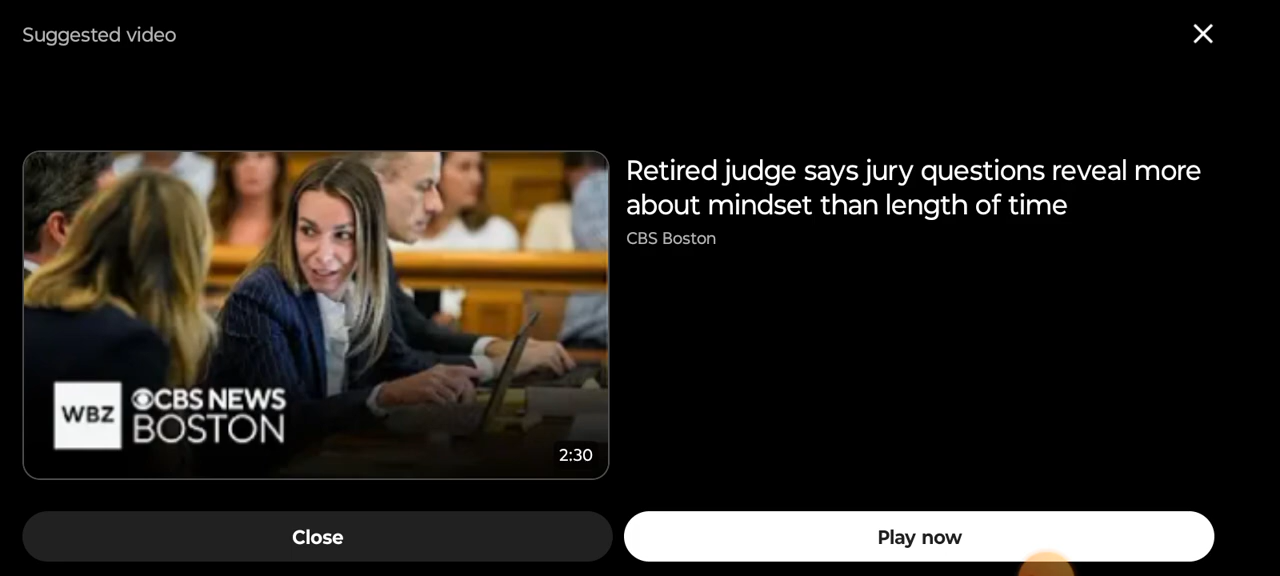 Suggested video
Retired judge says jury questions reveal more
about mindset than length of time
CBS Boston
WBZ
CBS NEWS
BOSTON
2:30
Close
Play now